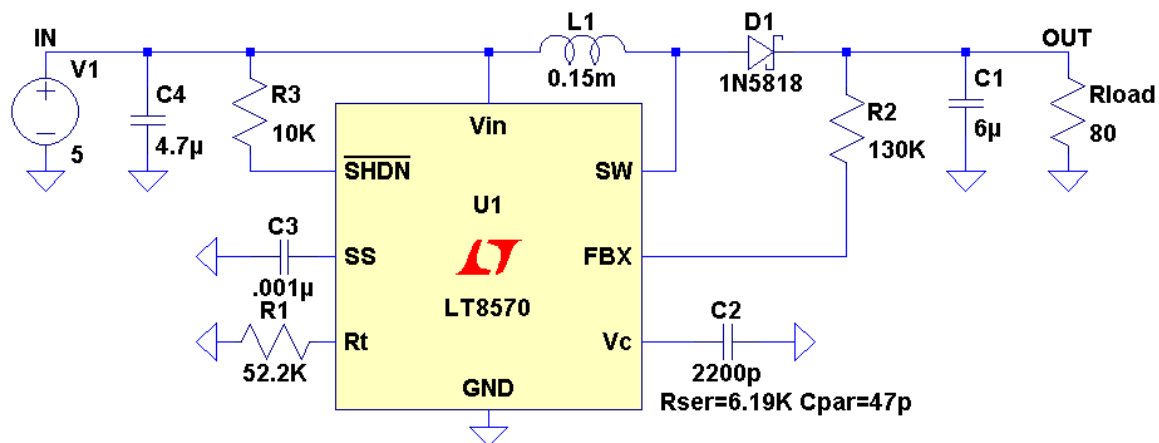 IN
V1
5
C4
4.7µ
R3
10K
L1
0.15m
D1
1N5818
R2
130K
C1
6µ
OUT
Rload
80
Vin
SHDN
SW
U1
C3
.001µ
SS
FBX
LT8570
R1
52.2K
Rt
Vc
C2
2200p
Rser=6.19K Cpar=47p
GND